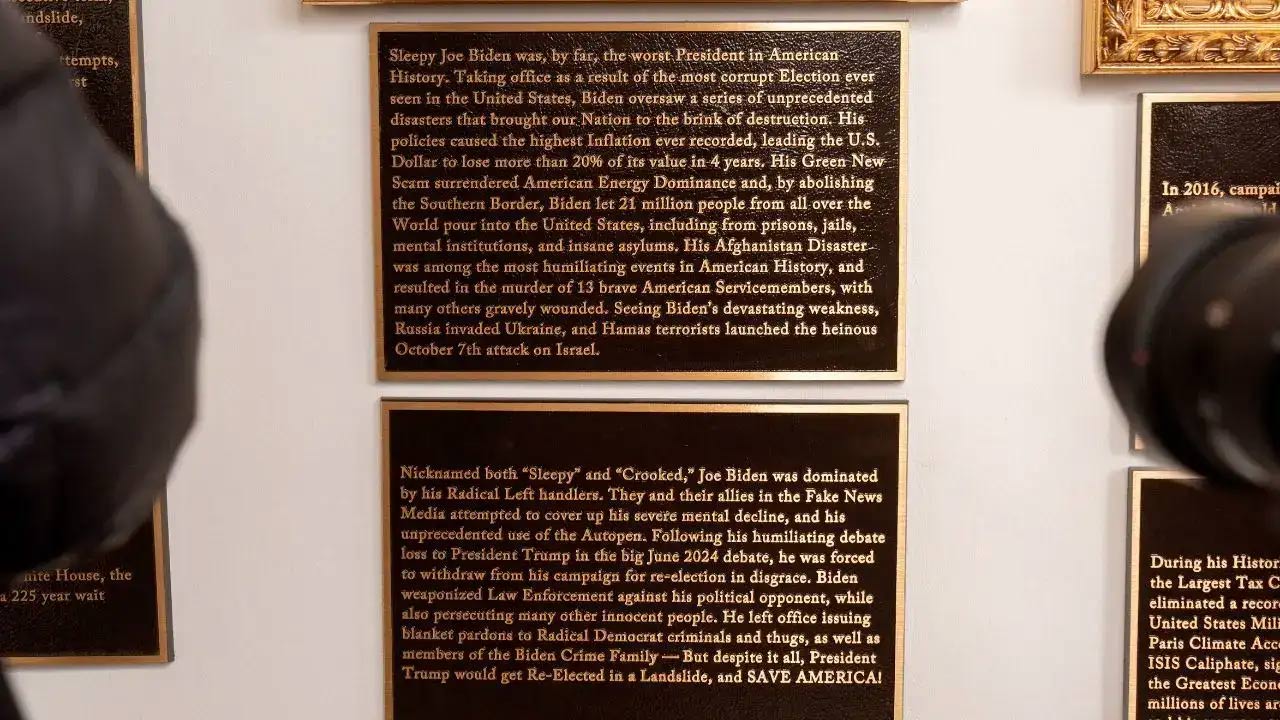 andslide,
ttempts,
rst
nite House, the
a 225 year wait
Sleepy Joe Biden was, by far, the worst President in American
History. Taking office as a result of the most corrupt Election ever
seen in the United States, Biden oversaw a series of unprecedented
disasters that brought our Nation to the brink of destruction. His
policies caused the highest Inflation ever recorded, leading the U.S.
Dollar to lose more than 20% of its value in 4 years. His Green New
Scam surrendered American Energy Dominance and, by abolishing
the Southern Border, Biden let 21 million people from all over the
World pour into the United States, including from prisons, jails,
mental institutions, and insane asylums. His Afghanistan Disaster
was among the most humiliating events in American History, and
resulted in the murder of 13 brave American Servicemembers, with
many others gravely wounded. Seeing Biden's devastating weakness,
Russia invaded Ukraine, and Hamas terrorists launched the heinous
October 7th attack on Israel.
Nicknamed both "Sleepy" and "Crooked," Joe Biden was dominated
by his Radical Left handlers. They and their allies in the Fake News
Media attempted to cover up his severe mental decline, and his
unprecedented use of the Autopen. Following his humiliating debate
loss to President Trump in the big June 2024 debate, he was forced
to withdraw from his campaign for re-election in disgrace. Biden
weaponized Law Enforcement against his political opponent, while
also persecuting many other innocent people. He left office issuing
blanket pardons to Radical Democrat criminals and thugs, as well as
members of the Biden Crime Family — But despite it all, President
Trump would get Re-Elected in a Landslide, and SAVE AMERICA!
In 2016, campai
During his Histor
the Largest Tax C
eliminated a recor
United States Mili
Paris Climate Acc
ISIS Caliphate, sig
the Greatest Econo
millions of lives ar